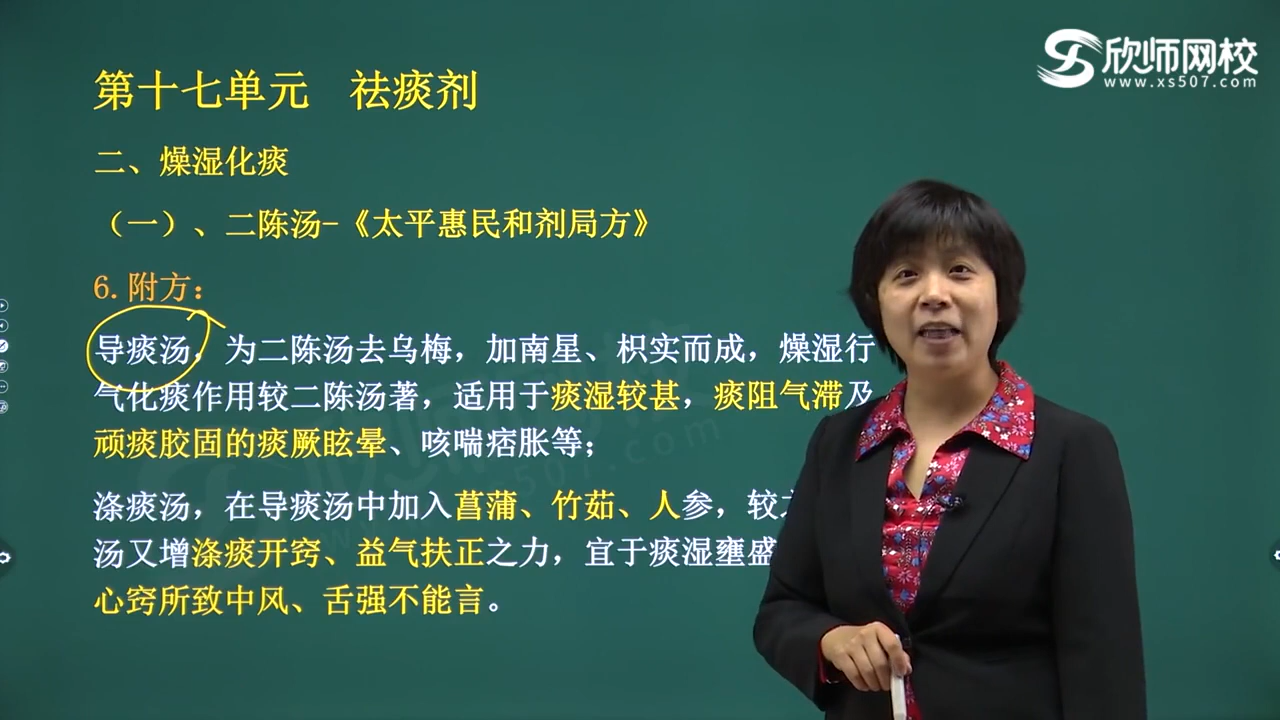 欣师网校
www.xs507.com
第十七单元 祛痰剂
二、燥湿化痰
（一）、二陈汤-《太平惠民和剂局方》
6.附方：
导痰汤，为二陈汤去乌梅，加南星、枳实而成，燥湿行
气化痰作用较二陈汤著，适用于痰湿较甚，痰阻气滞及
顽痰胶固的痰厥眩晕、咳喘痞胀等；
涤痰汤，在导痰汤中加入菖蒲、竹茹、人参，较
汤又增涤痰开窍、益气扶正之力，宜于痰湿壅盛
心窍所致中风、舌强不能言。